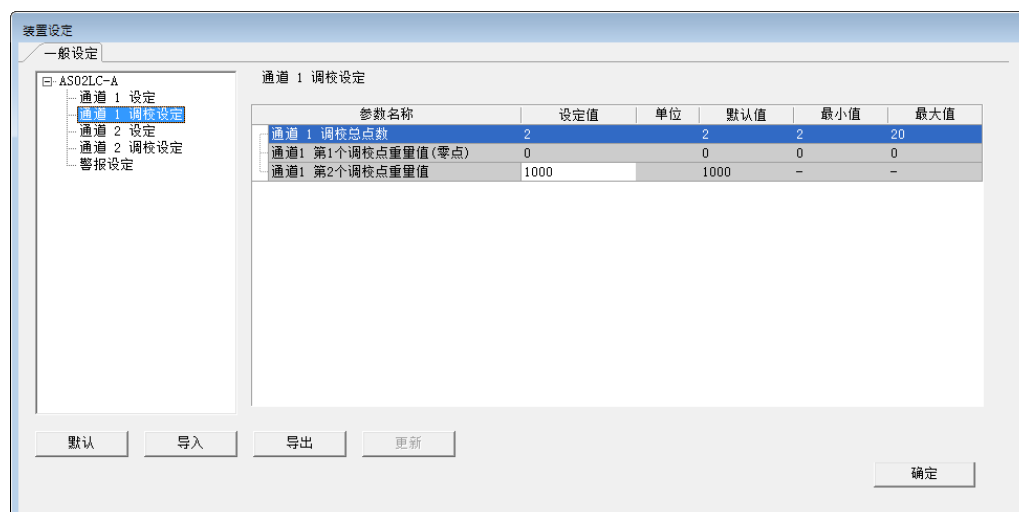 装置设定
一般设定
AS02LC-A
通道 1 设定
通道 1 调校设定
通道 2 设定
通道 2 调校设定
警报设定
通道 1 调校设定
参数名称 设定值 单位 默认值 最小值 最大值
通道 1 调校总点数 2 2 2 20
通道1 第1个调校点重量值(零点) 0 0 0 0
通道1 第2个调校点重量值 1000 1000 - -
默认 导入 导出 更新
确定